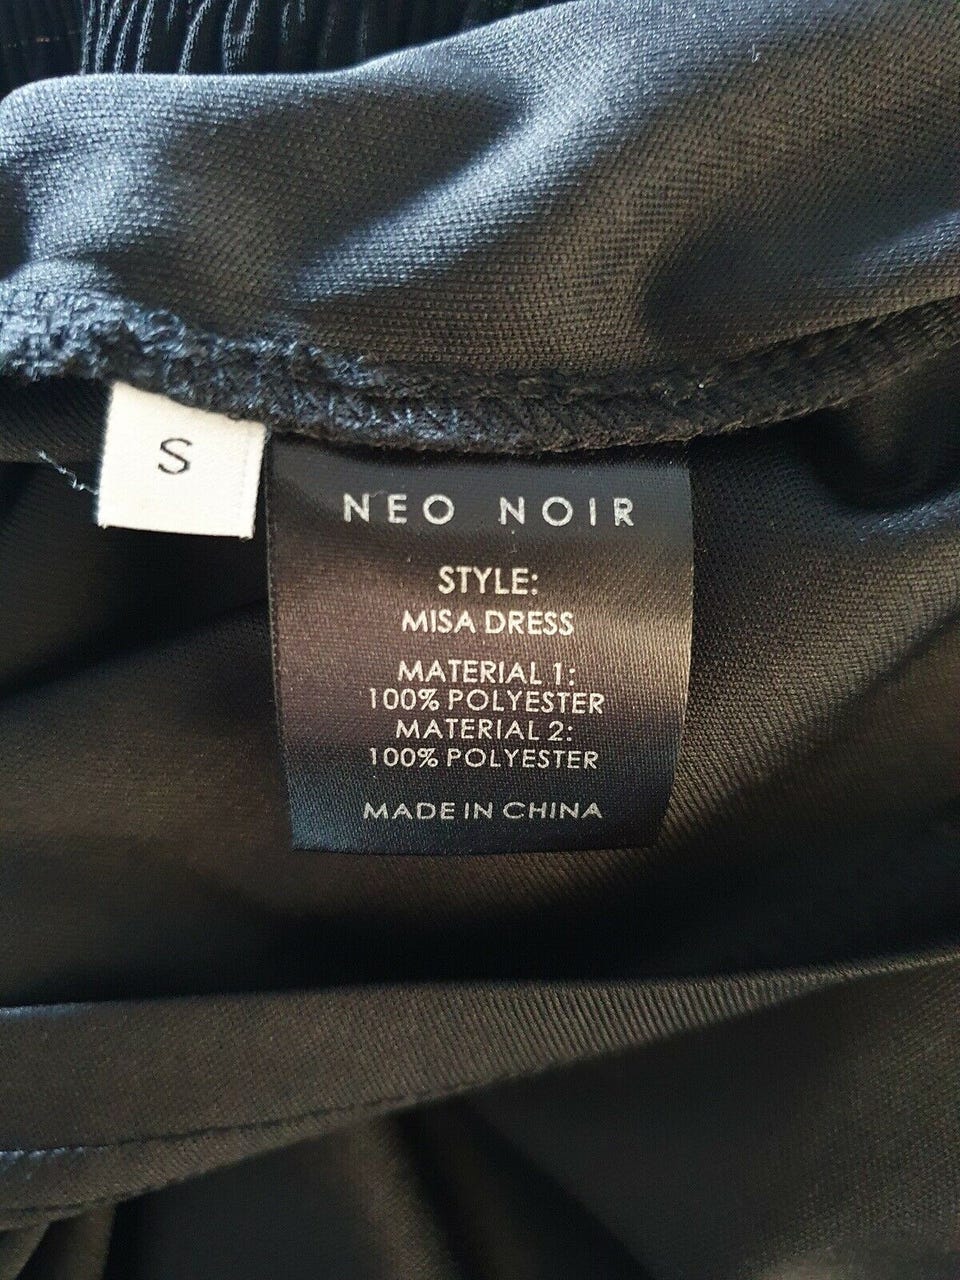 S
NEO NOIR
STYLE:
MISA DRESS
MATERIAL 1:
100% POLYESTER
MATERIAL 2:
100% POLYESTER
MADE IN CHINA